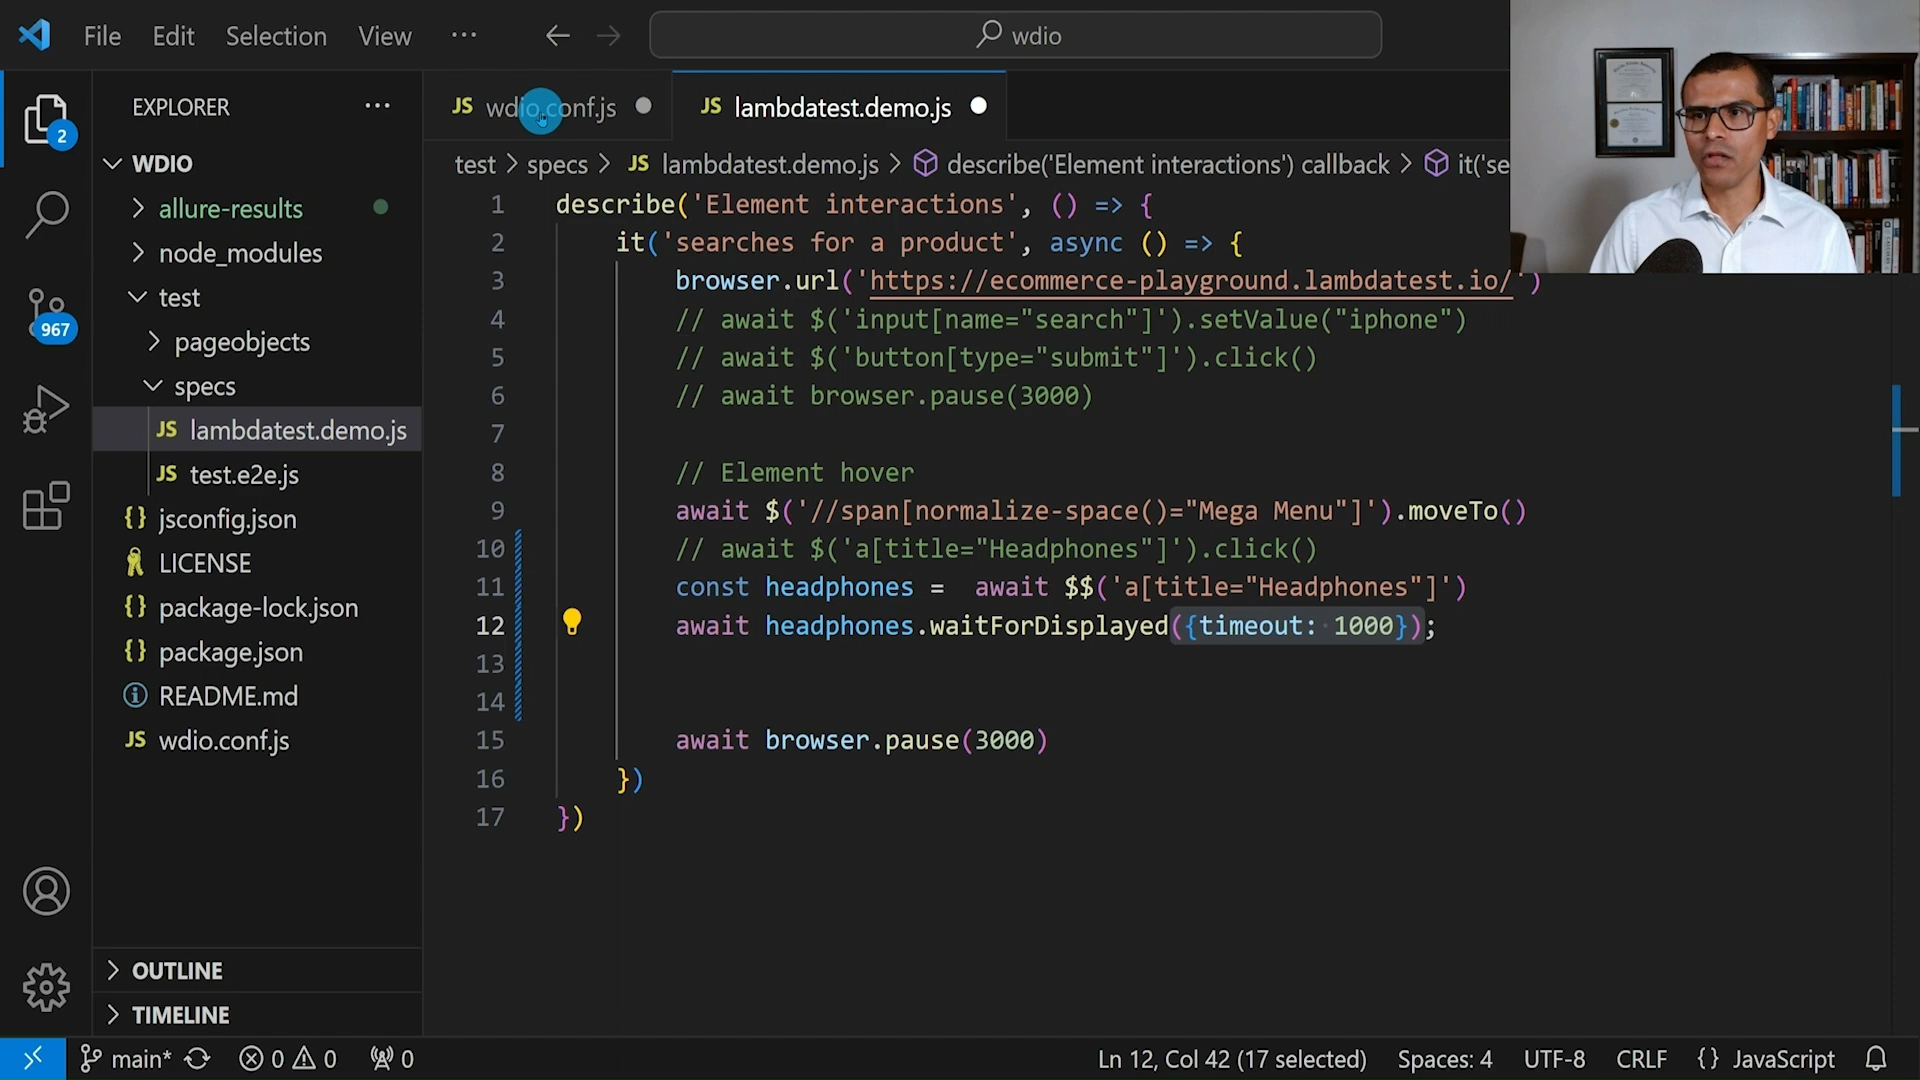 File Edit Selection View ··· wdio
EXPLORER ···
WDIO
allure-results
node_modules
test
pageobjects
specs
JS lambdatest.demo.js
JS test.e2e.js
{} jsconfig.json
LICENSE
{} package-lock.json
{} package.json
README.md
JS wdio.conf.js
OUTLINE
TIMELINE
2
967
JS wdio.conf.js JS lambdatest.demo.js
test > specs > JS lambdatest.demo.js > describe('Element interactions') callback > it('se
1 describe('Element interactions', () => {
2 it('searches for a product', async () => {
3 browser.url('https://ecommerce-playground.lambdatest.io/')
4 // await $('input[name="search"]').setValue("iphone")
5 // await $('button[type="submit"]').click()
6 // await browser.pause(3000)
7
8 // Element hover
9 await $('//span[normalize-space()="Mega Menu"]').moveTo()
10 // await $('a[title="Headphones"]').click()
11 const headphones = await $$('a[title="Headphones"]')
12 await headphones.waitForDisplayed({timeout: 1000});
13
14
15 await browser.pause(3000)
16 })
17 })
main* 0 0 0 Ln 12, Col 42 (17 selected) Spaces: 4 UTF-8 CRLF {} JavaScript